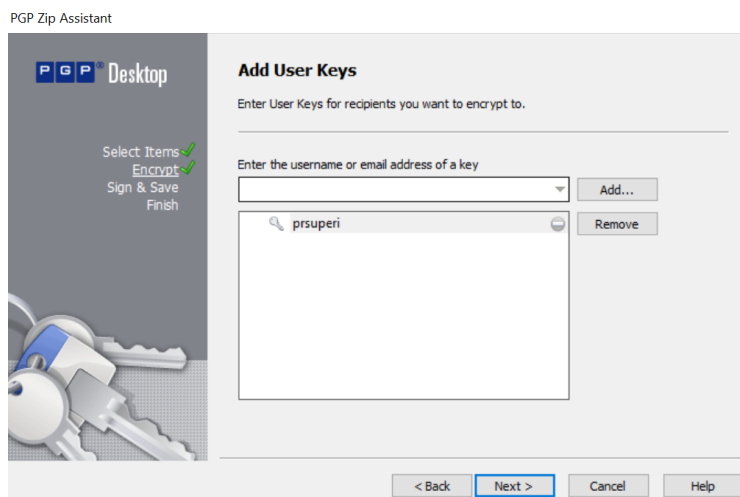 PGP Zip Assistant
PGP® Desktop
Select Items
Encrypt
Sign & Save
Finish
Add User Keys
Enter User Keys for recipients you want to encrypt to.
Enter the username or email address of a key
Add...
prsuperi
Remove
< Back
Next >
Cancel
Help